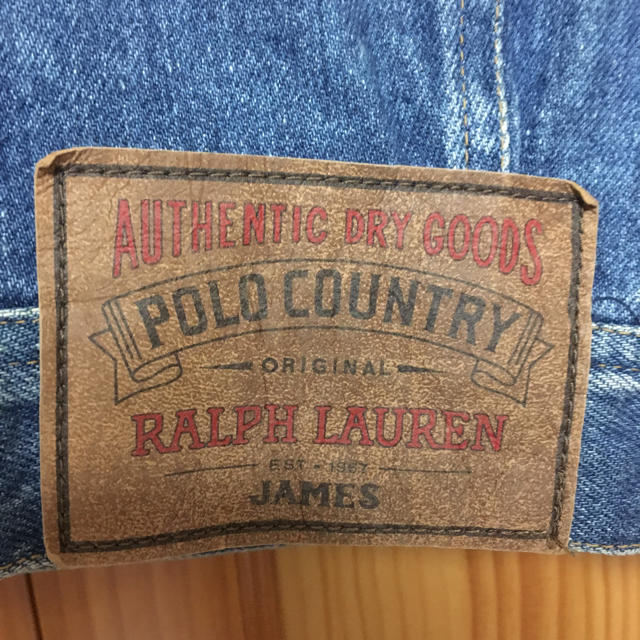 AUTHENTIC DRY GOODS
POLO COUNTRY
ORIGINAL
RALPH LAUREN
EST - 1967
JAMES